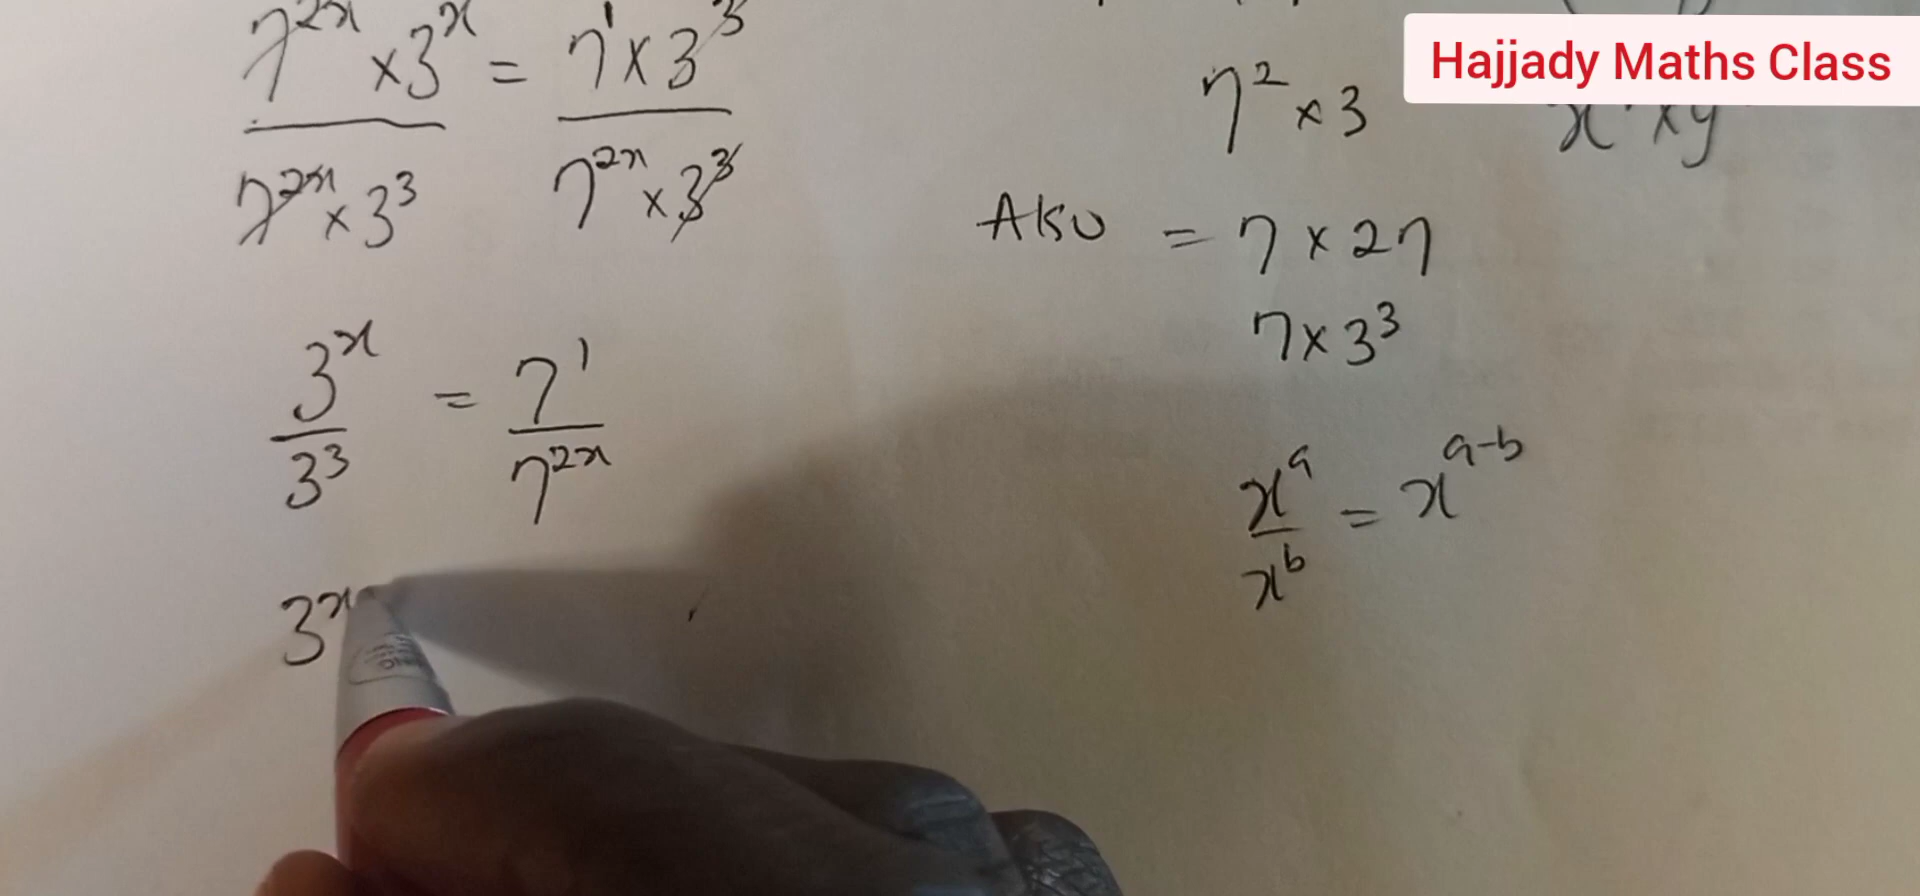 7^{2x} × 3^x = 7^1 × 3^3
7^{2x} × 3^3   7^{2x} × 3^3
3^x / 3^3 = 7^1 / 7^{2x}
3^x
Hajjady Maths Class
7^2 × 3
Also = 7 × 27
7 × 3^3
x^a / x^b = x^{a-b}